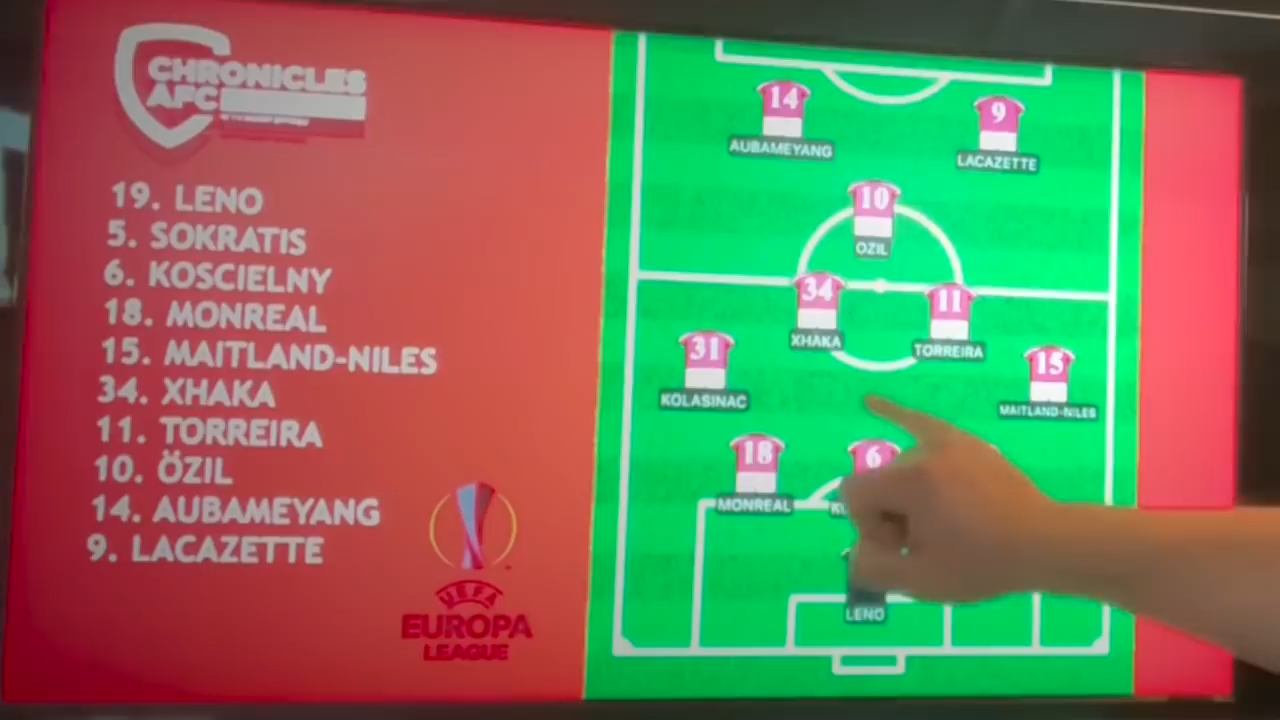 CHRONICLES
AFC
19. LENO
5. SOKRATIS
6. KOSCIELNY
18. MONREAL
15. MAITLAND-NILES
34. XHAKA
11. TORREIRA
10. ÖZIL
14. AUBAMEYANG
9. LACAZETTE
UEFA
EUROPA
LEAGUE
14
AUBAMEYANG
9
LACAZETTE
10
OZIL
34
XHAKA
11
TORREIRA
31
KOLASINAC
15
MAITLAND-NILES
18
MONREAL
6
LENO